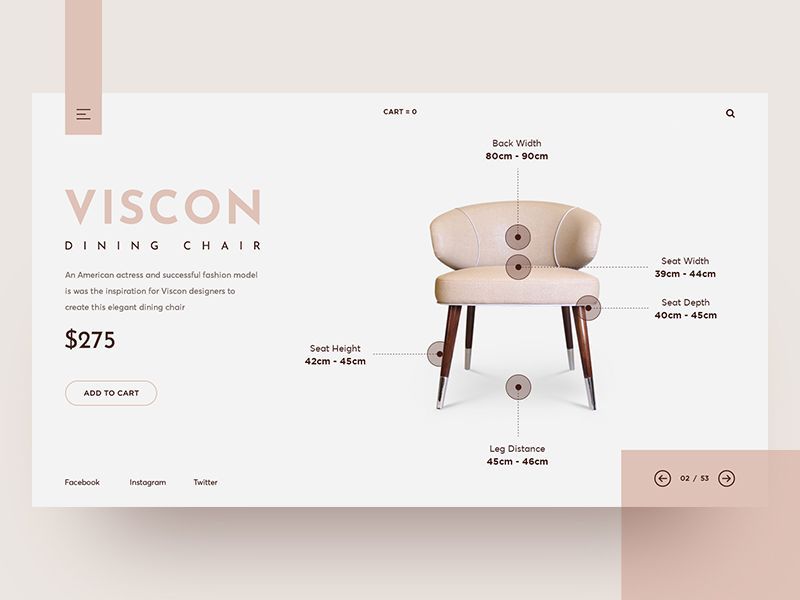 CART = 0
VISCON
DINING CHAIR
An American actress and successful fashion model
is was the inspiration for Viscon designers to
create this elegant dining chair
$275
ADD TO CART
Back Width
80cm - 90cm
Seat Width
39cm - 44cm
Seat Depth
40cm - 45cm
Seat Height
42cm - 45cm
Leg Distance
45cm - 46cm
Facebook Instagram Twitter
02 / 53